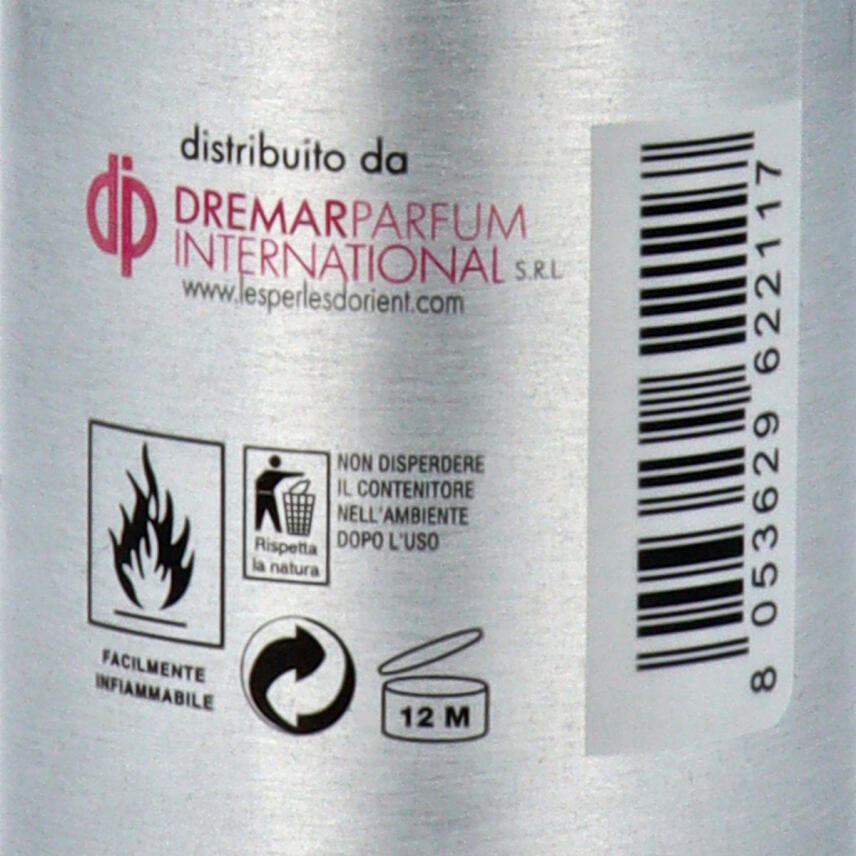 distribuito da
dp
DREMARPARFUM
INTERNATIONAL S.R.L
www.lesperlesdorient.com
NON DISPERDERE
IL CONTENITORE
NELL'AMBIENTE
DOPO L'USO
Rispetta
la natura
FACILMENTE
INFIAMMABILE
12 M
8 053629 622117